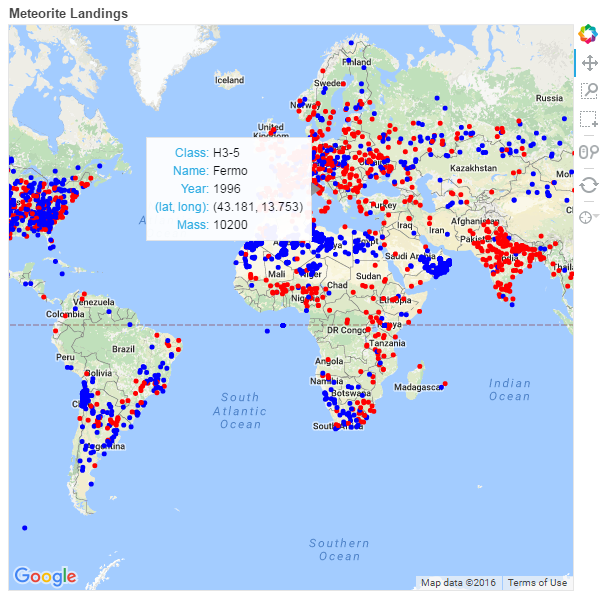 Meteorite Landings
Iceland
Finland
Sweden
Norway
Russia
United
Kingdom
Class: H3-5
Name: Fermo
Year: 1996
(lat, long): (43.181, 13.753)
Mass: 10200
Kazakhstan
Turkey
Afghanistan
Iraq
Iran
Pakistan
Saudi Arabia
Mali
Niger
Chad
Sudan
Nigeria
Ethiopia
Venezuela
Colombia
Kenya
DR Congo
Tanzania
Brazil
Peru
Angola
Bolivia
Namibia
Botswana
Madagascar
South
Atlantic
Ocean
Indian
Ocean
South Africa
Argentina
Southern
Ocean
Google
Map data ©2016
Terms of Use